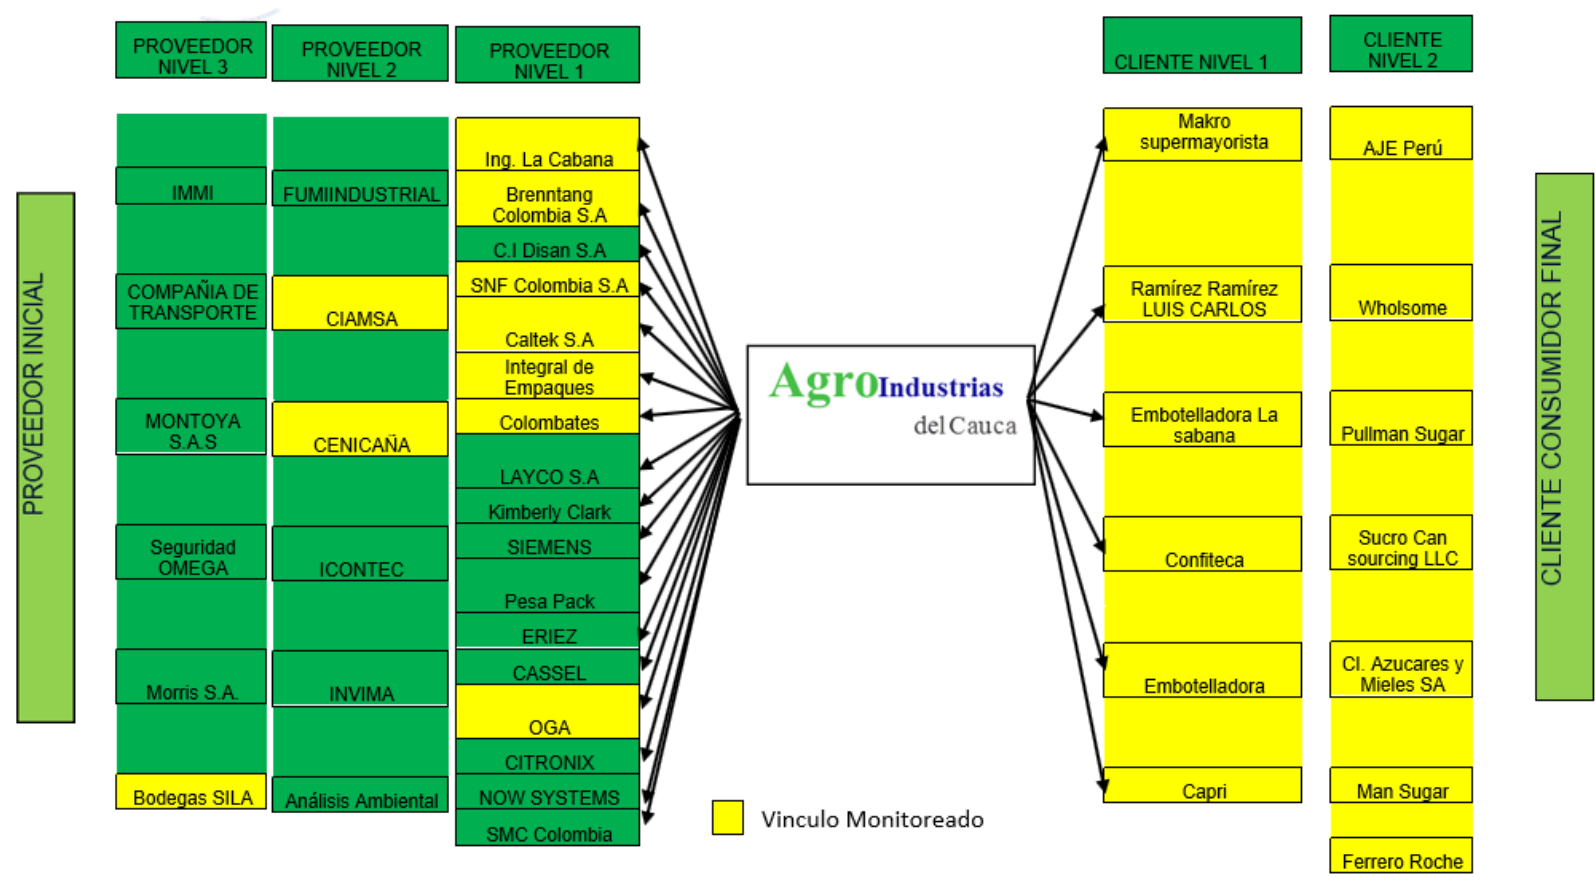 PROVEEDOR
NIVEL 3
PROVEEDOR
NIVEL 2
PROVEEDOR
NIVEL 1
CLIENTE NIVEL 1
CLIENTE
NIVEL 2
PROVEEDOR INICIAL
IMMI
COMPAÑIA DE
TRANSPORTE
MONTOYA
S.A.S
Seguridad
OMEGA
Morris S.A.
Bodegas SILA
FUMIINDUSTRIAL
CIAMSA
CENICAÑA
ICONTEC
INVIMA
Análisis Ambiental
Ing. La Cabana
Brenntang
Colombia S.A
C.I Disan S.A
SNF Colombia S.A
Caltek S.A
Integral de
Empaques
Colombates
LAYCO S.A
Kimberly Clark
SIEMENS
Pesa Pack
ERIEZ
CASSEL
OGA
CITRONIX
NOW SYSTEMS
SMC Colombia
AgroIndustrias
del Cauca
Vinculo Monitoreado
Makro
supermayorista
Ramírez Ramírez
LUIS CARLOS
Embotelladora La
sabana
Confiteca
Embotelladora
Capri
AJE Perú
Wholsome
Pullman Sugar
Sucro Can
sourcing LLC
CI. Azucares y
Mieles SA
Man Sugar
Ferrero Roche
CLIENTE CONSUMIDOR FINAL